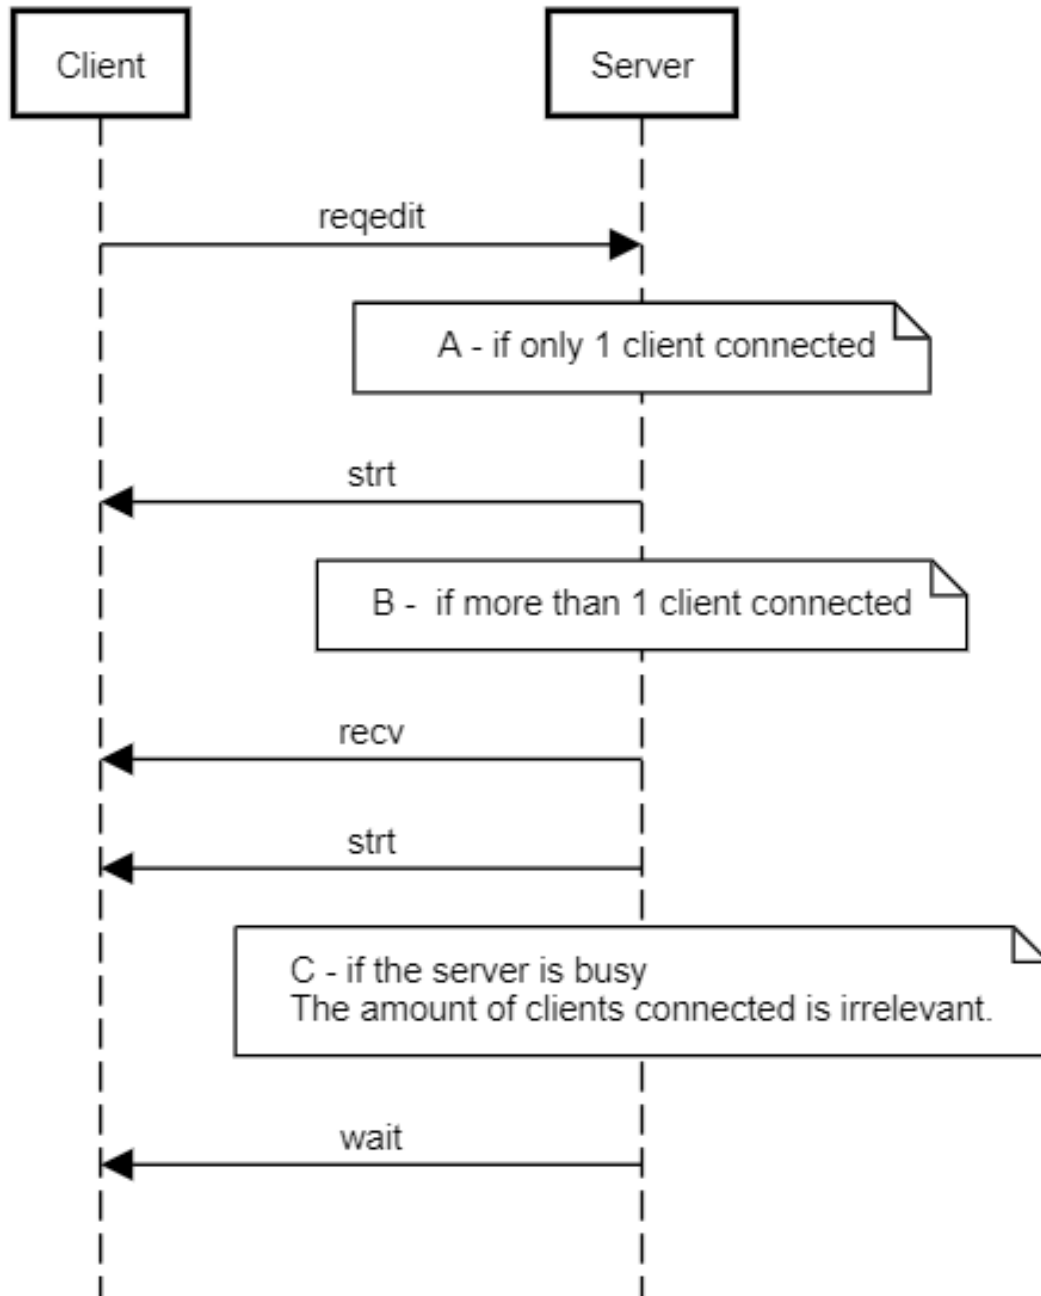 Client
Server
reqedit
A - if only 1 client connected
strt
B -  if more than 1 client connected
recv
strt
C - if the server is busy
The amount of clients connected is irrelevant.
wait